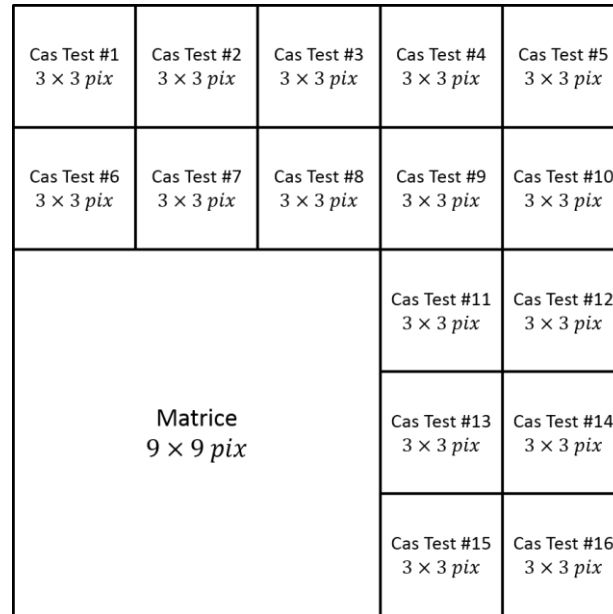 Cas Test #1
3 × 3 pix
Cas Test #2
3 × 3 pix
Cas Test #3
3 × 3 pix
Cas Test #4
3 × 3 pix
Cas Test #5
3 × 3 pix
Cas Test #6
3 × 3 pix
Cas Test #7
3 × 3 pix
Cas Test #8
3 × 3 pix
Cas Test #9
3 × 3 pix
Cas Test #10
3 × 3 pix
Matrice
9 × 9 pix
Cas Test #11
3 × 3 pix
Cas Test #12
3 × 3 pix
Cas Test #13
3 × 3 pix
Cas Test #14
3 × 3 pix
Cas Test #15
3 × 3 pix
Cas Test #16
3 × 3 pix